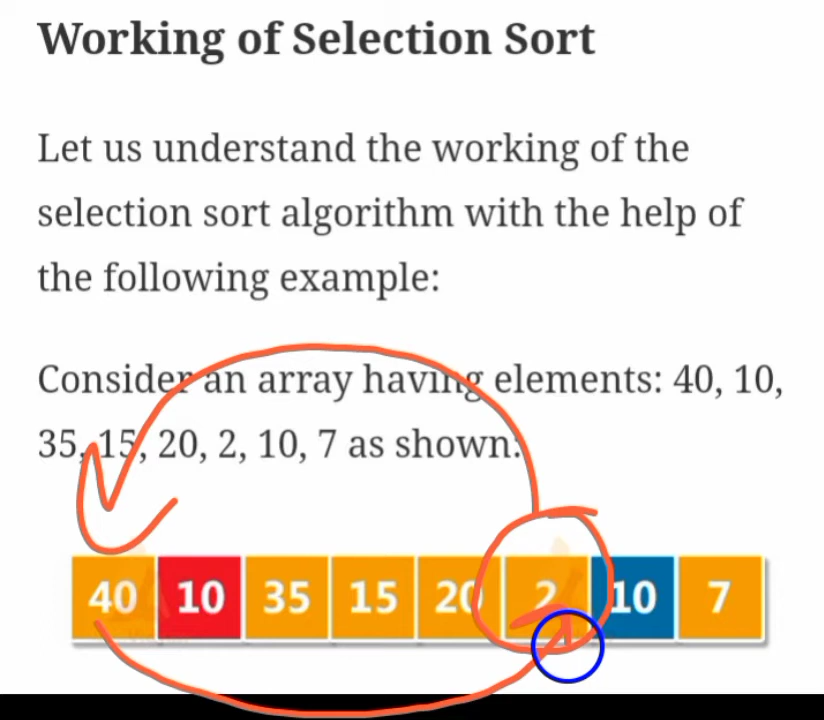 Working of Selection Sort
Let us understand the working of the
selection sort algorithm with the help of
the following example:
Consider an array having elements: 40, 10,
35, 15, 20, 2, 10, 7 as shown:
40 10 35 15 20 2 10 7